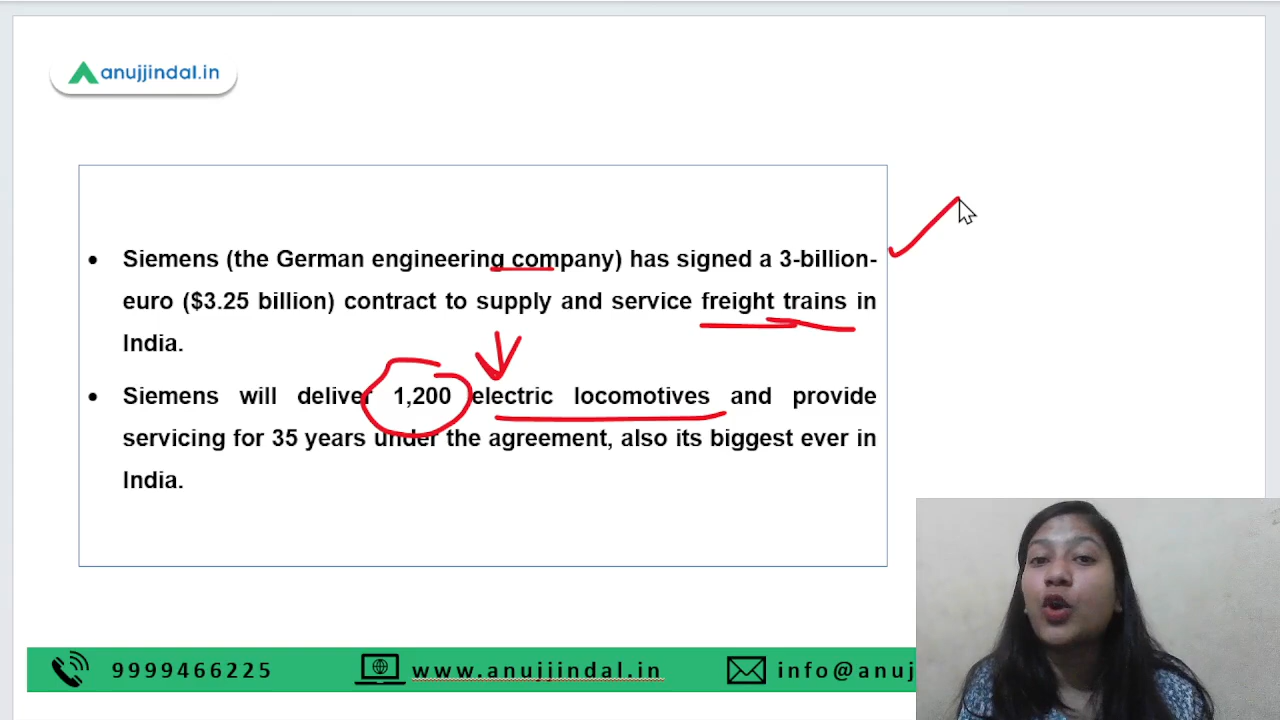 anujjindal.in
• Siemens (the German engineering company) has signed a 3-billion-
euro ($3.25 billion) contract to supply and service freight trains in
India.
• Siemens will deliver 1,200 electric locomotives and provide
servicing for 35 years under the agreement, also its biggest ever in
India.
9999466225 www.anujjindal.in info@anuj